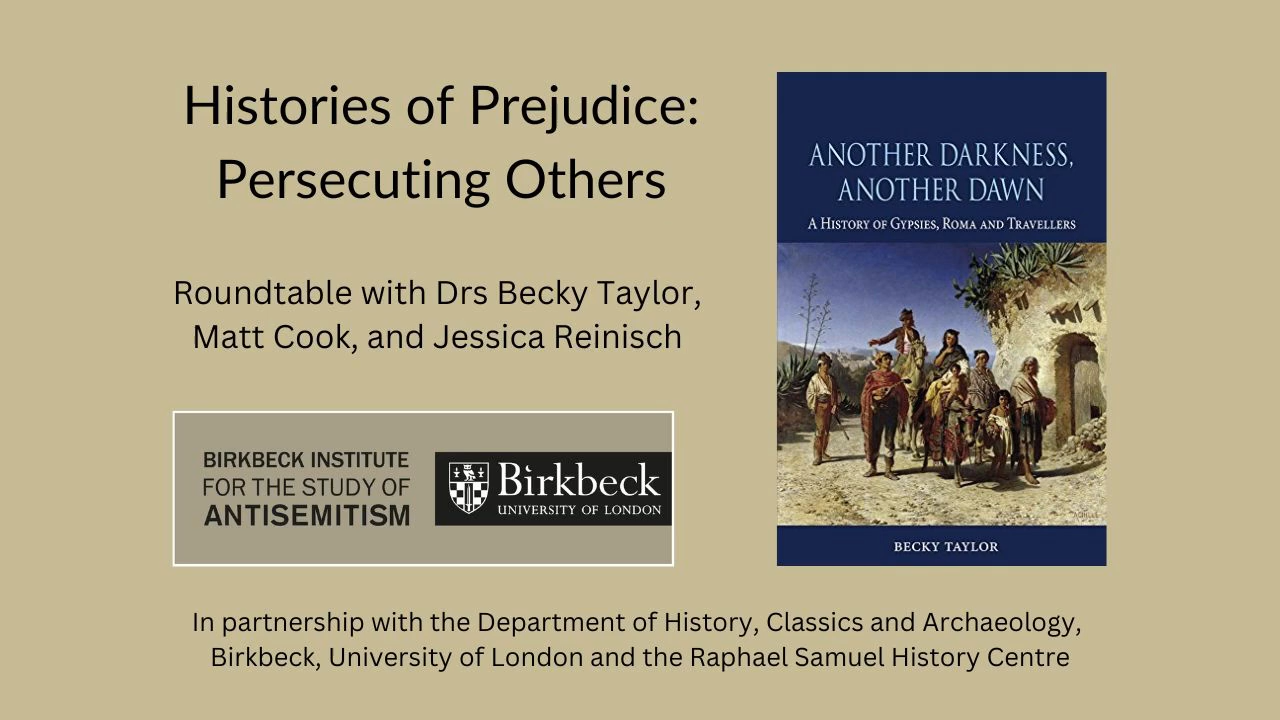 Histories of Prejudice:
Persecuting Others
Roundtable with Drs Becky Taylor,
Matt Cook, and Jessica Reinisch
BIRKBECK INSTITUTE
FOR THE STUDY OF
ANTISEMITISM
Birkbeck
UNIVERSITY OF LONDON
ANOTHER DARKNESS,
ANOTHER DAWN
A HISTORY OF GYPSIES, ROMA AND TRAVELLERS
BECKY TAYLOR
In partnership with the Department of History, Classics and Archaeology,
Birkbeck, University of London and the Raphael Samuel History Centre